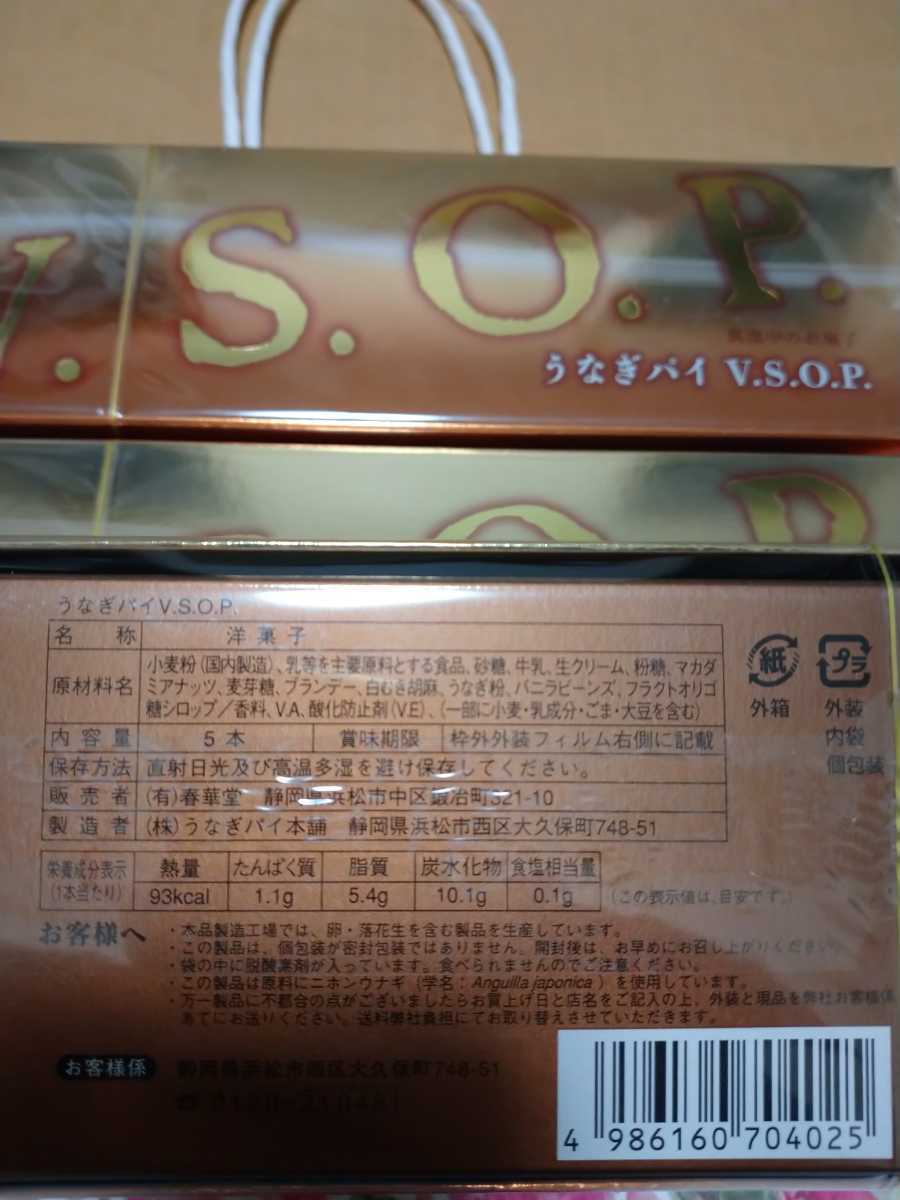 V.S.O.P.
真夜中のお菓子
うなぎパイ V.S.O.P.
うなぎパイV.S.O.P.
名 称 洋菓子
原材料名 小麦粉(国内製造)、乳等を主要原料とする食品、砂糖、牛乳、生クリーム、粉糖、マカダ
ミアナッツ、麦芽糖、ブランデー、白むき胡麻、うなぎ粉、バニラビーンズ、フラクトオリゴ
糖シロップ/香料、V.A、酸化防止剤(V.E)、(一部に小麦・乳成分・ごま・大豆を含む)
内容量 5本 賞味期限 枠外外装フィルム右側に記載
保存方法 直射日光及び高温多湿を避け保存してください。
販売者 (有)春華堂 静岡県浜松市中区鍛冶町321-10
製造者 (株)うなぎパイ本舗 静岡県浜松市西区大久保町748-51
紙
外箱
プラ
外装
内袋
個包装
栄養成分表示 (1本当たり) 熱量 たんぱく質 脂質 炭水化物 食塩相当量
93kcal 1.1g 5.4g 10.1g 0.1g (この表示値は、目安です。)
お客様へ
・本品製造工場では、卵・落花生を含む製品を生産しています。
・この製品は、個包装が密封包装ではありません。開封後は、お早めにお召し上がりください。
・袋の中に脱酸素剤が入っています。食べられませんのでご注意ください。
・この製品は原料にニホンウナギ(学名:Anguilla japonica)を使用しています。
・万一製品に不都合の点がございましたらお買上げ日と店名をご記入の上、外装と現品を弊社お客様係
あてにお送りください。送料弊社負担にてお取り替えさせていただきます。
お客様係 静岡県浜松市西区大久保町748-51
4 986160 704025